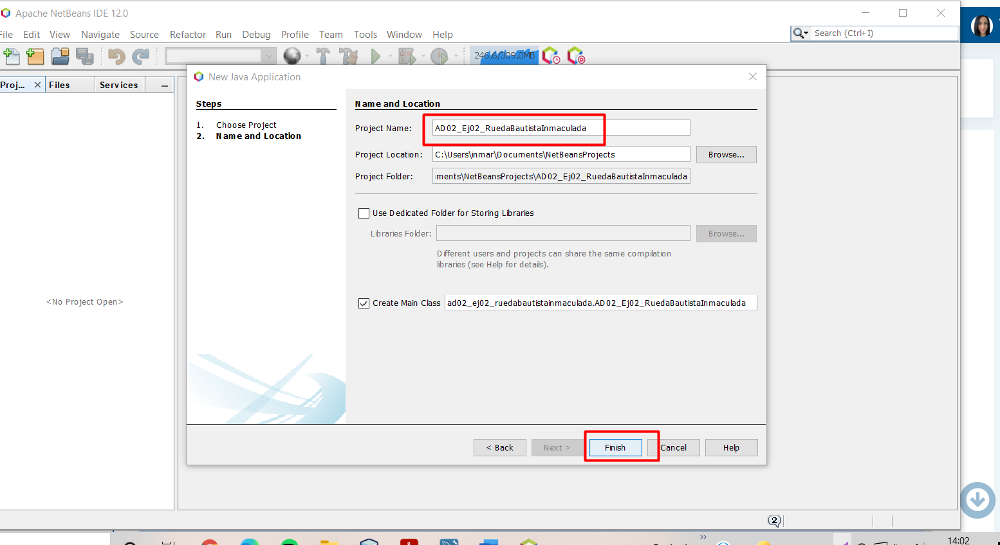 Apache NetBeans IDE 12.0
File Edit View Navigate Source Refactor Run Debug Profile Team Tools Window Help
Search (Ctrl+I)
246,6/309,0MB
Proj... Files Services
New Java Application
Steps
1. Choose Project
2. Name and Location
Name and Location
Project Name: AD02_Ej02_RuedaBautistaInmaculada
Project Location: C:\Users\inmar\Documents\NetBeansProjects Browse...
Project Folder: ments\NetBeansProjects\AD02_Ej02_RuedaBautistaInmaculada
Use Dedicated Folder for Storing Libraries
Libraries Folder: Browse...
Different users and projects can share the same compilation
libraries (see Help for details).
<No Project Open>
Create Main Class ad02_ej02_ruedabautistainmaculada.AD02_Ej02_RuedaBautistaInmaculada
< Back Next > Finish Cancel Help
2
14:02